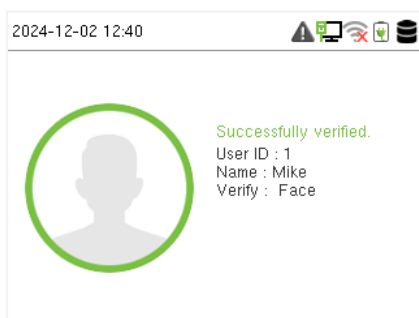 2024-12-02 12:40
Successfully verified.
User ID : 1
Name : Mike
Verify : Face